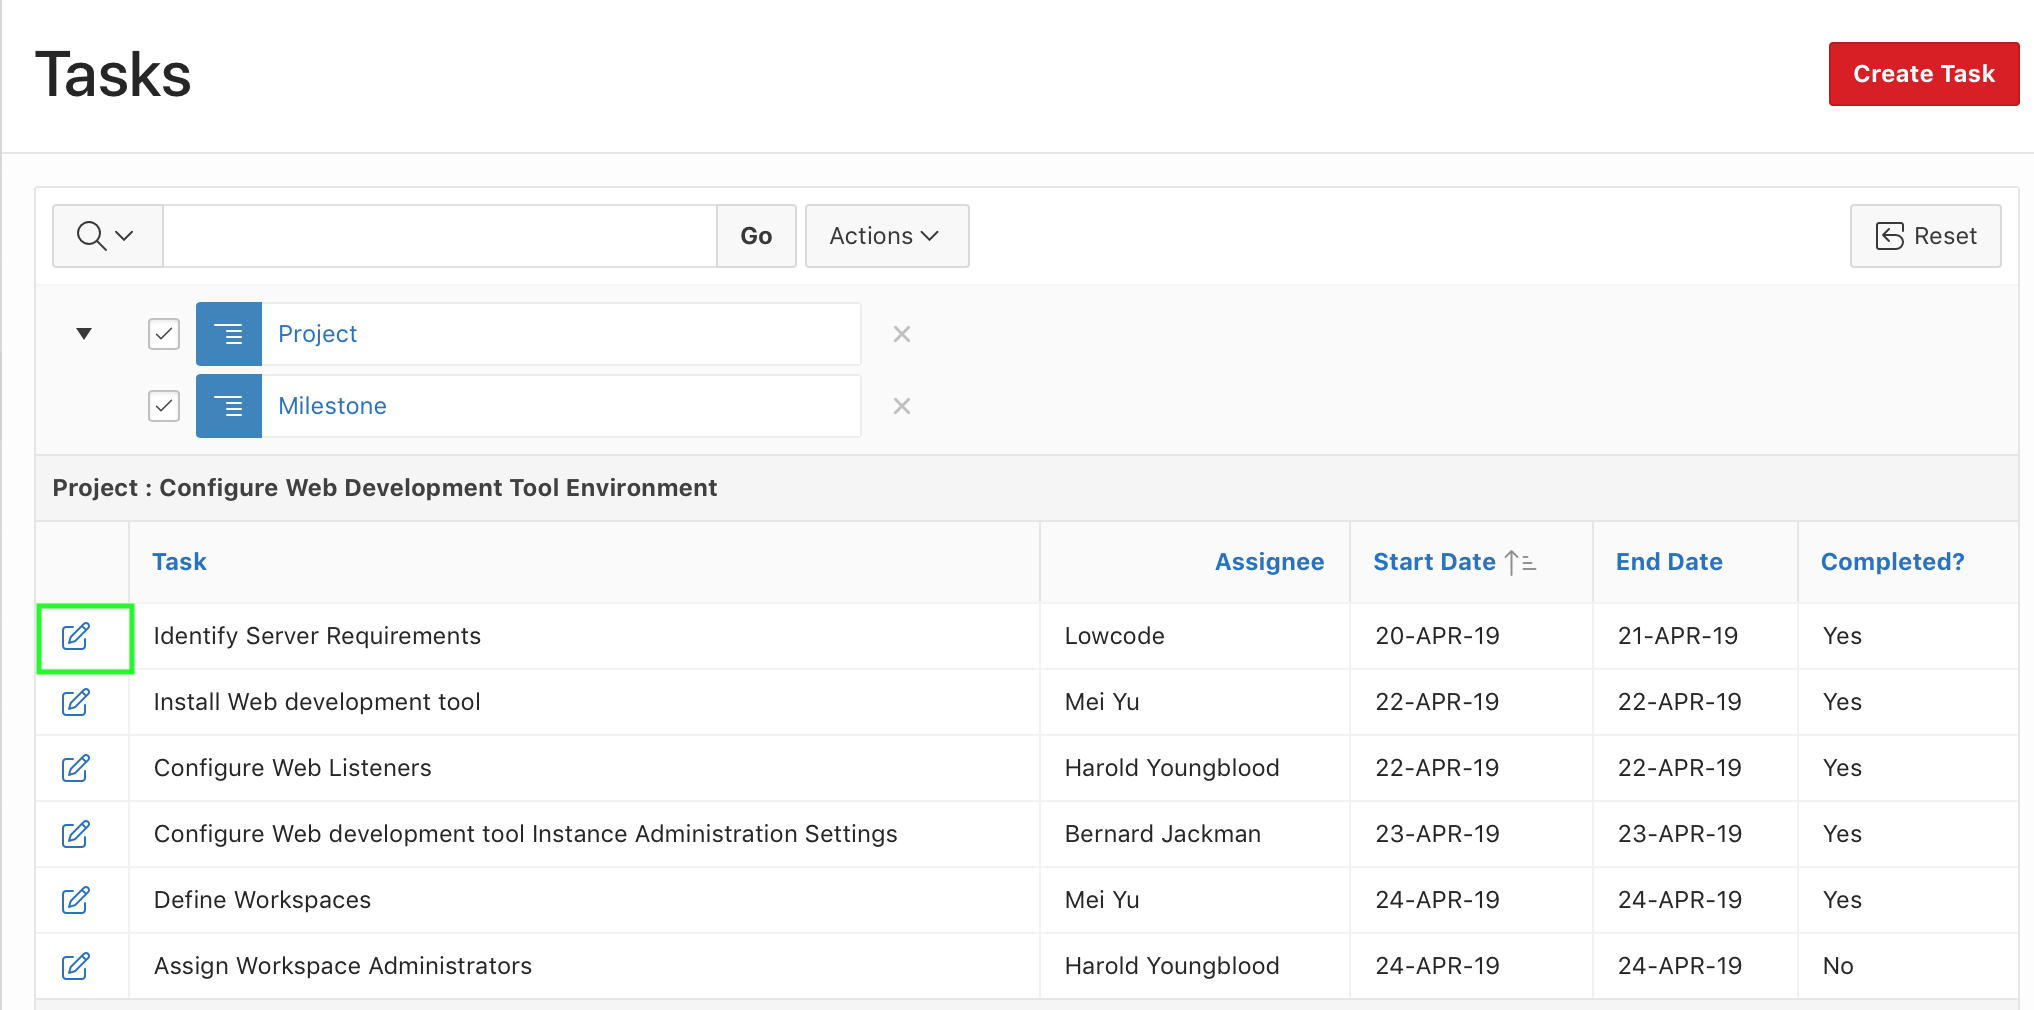 Tasks
Create Task
Go
Actions
Reset
Project
Milestone
Project : Configure Web Development Tool Environment
Task Assignee Start Date End Date Completed?
Identify Server Requirements Lowcode 20-APR-19 21-APR-19 Yes
Install Web development tool Mei Yu 22-APR-19 22-APR-19 Yes
Configure Web Listeners Harold Youngblood 22-APR-19 22-APR-19 Yes
Configure Web development tool Instance Administration Settings Bernard Jackman 23-APR-19 23-APR-19 Yes
Define Workspaces Mei Yu 24-APR-19 24-APR-19 Yes
Assign Workspace Administrators Harold Youngblood 24-APR-19 24-APR-19 No